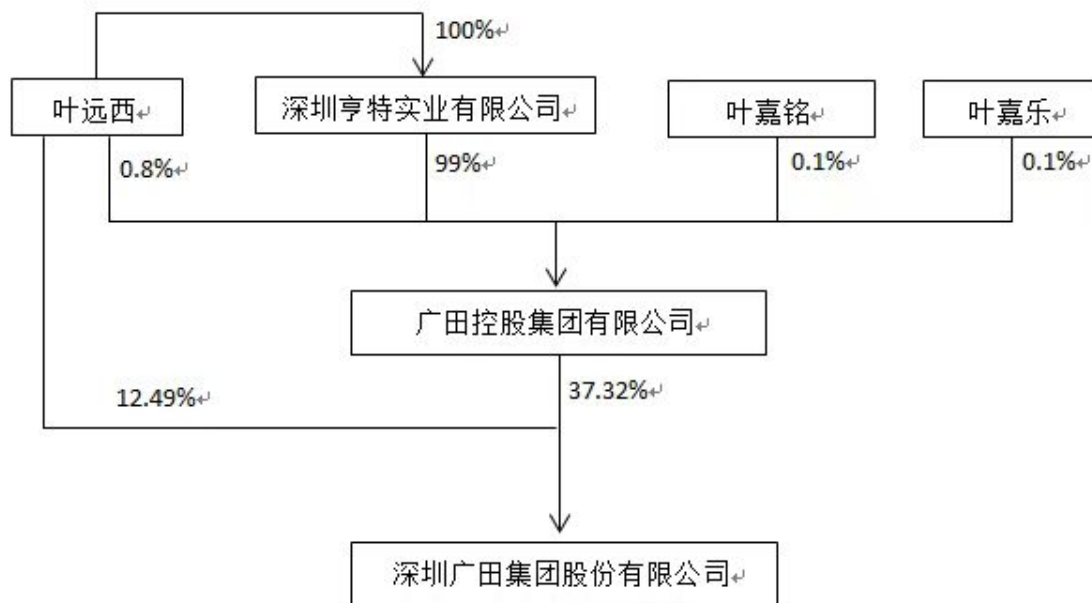 100%
叶远西
深圳亨特实业有限公司
叶嘉铭
叶嘉乐
0.8%
99%
0.1%
0.1%
广田控股集团有限公司
12.49%
37.32%
深圳广田集团股份有限公司